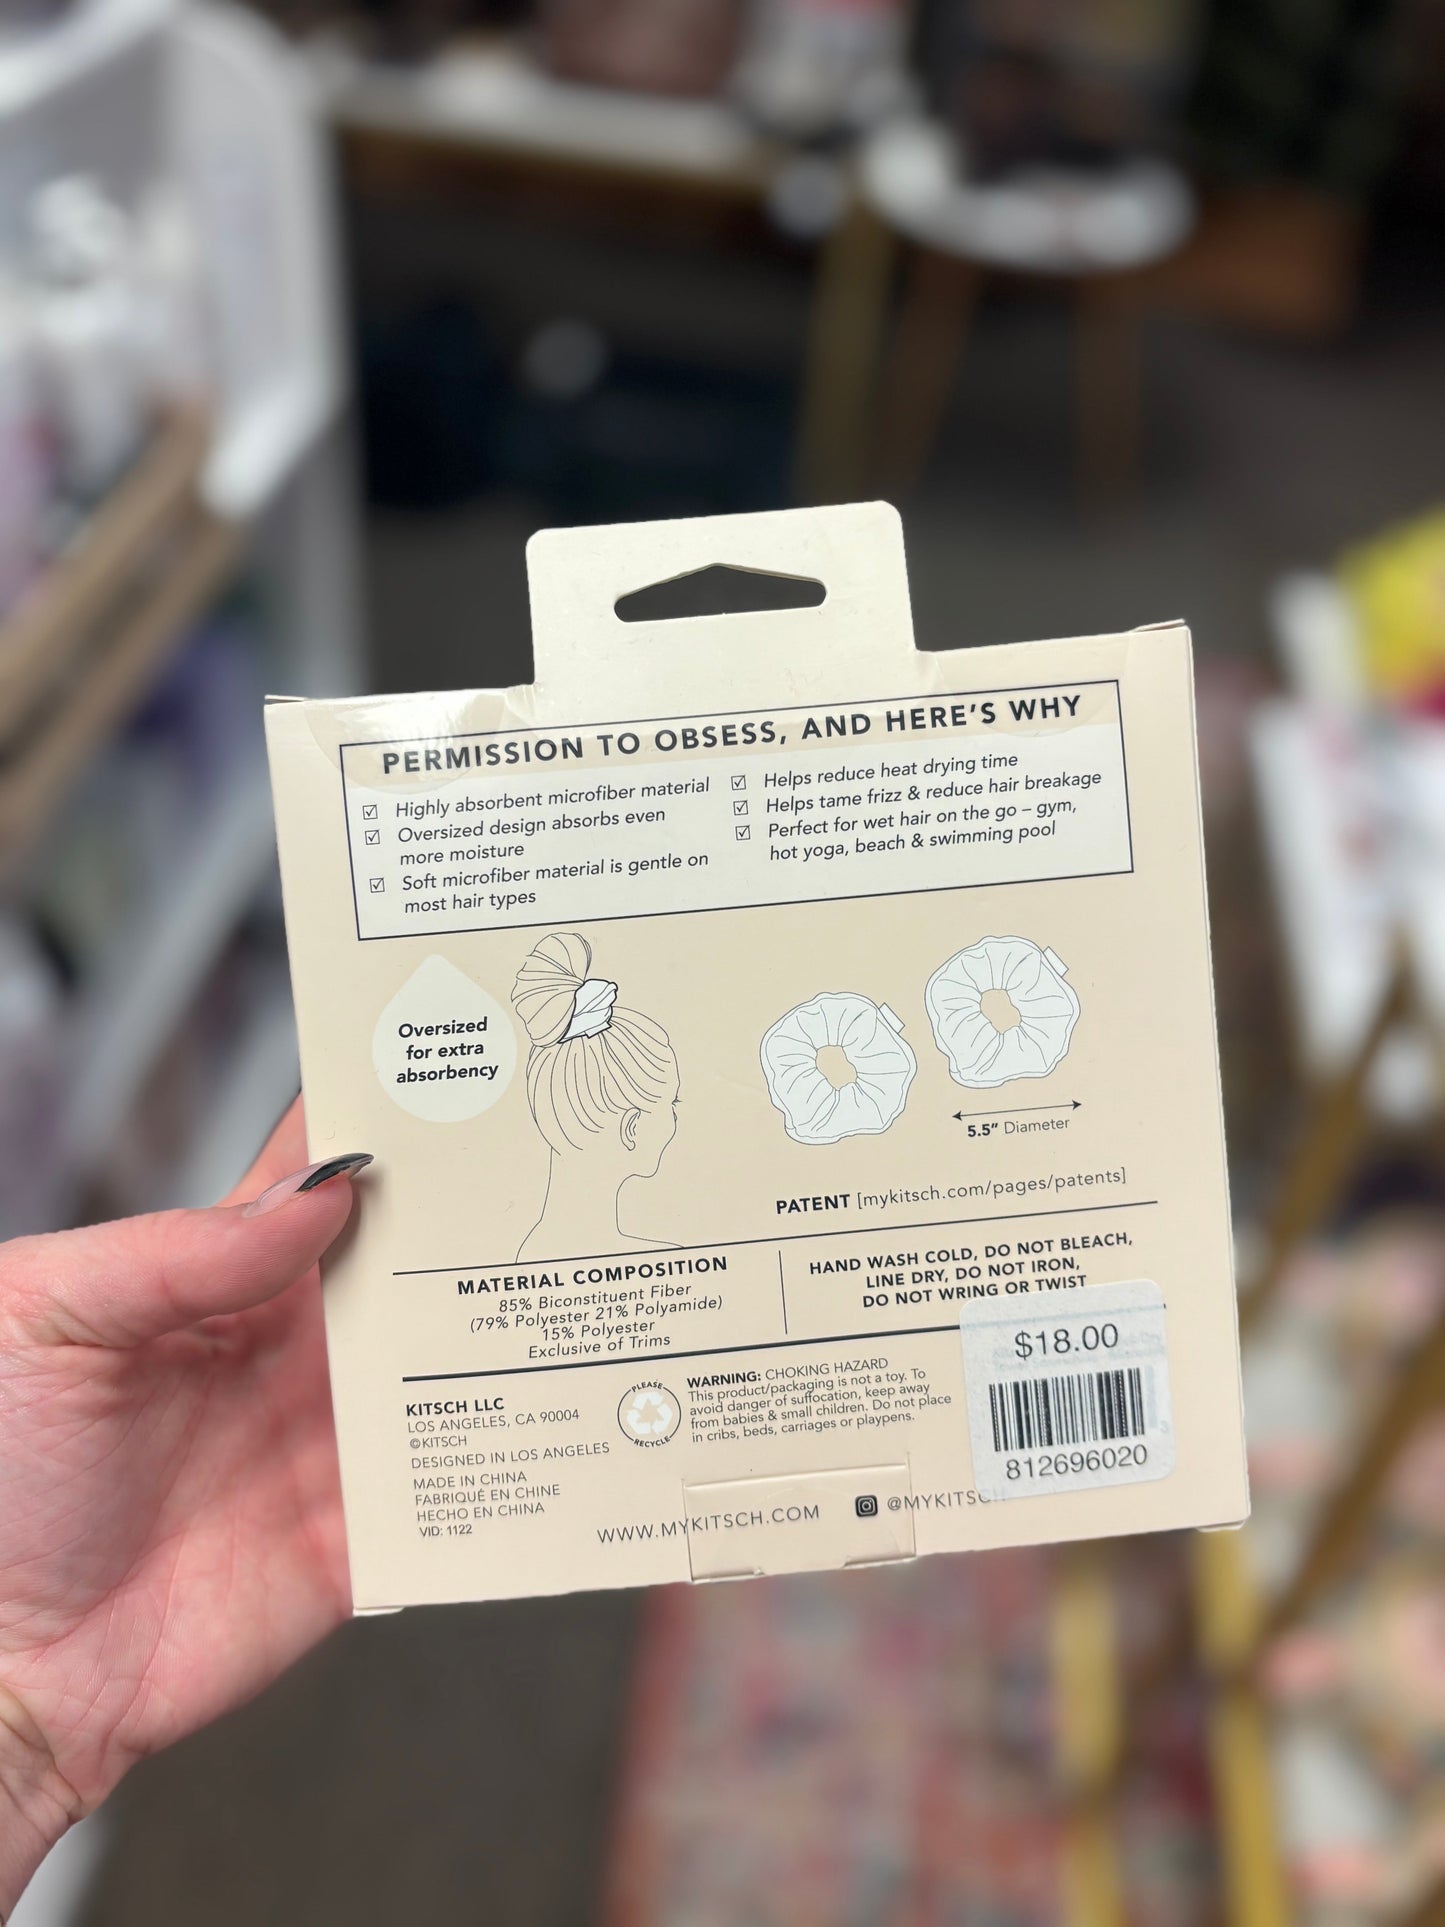 PERMISSION TO OBSESS, AND HERE'S WHY
Highly absorbent microfiber material
Oversized design absorbs even
more moisture
Soft microfiber material is gentle on
most hair types
Helps reduce heat drying time
Helps tame frizz & reduce hair breakage
Perfect for wet hair on the go – gym,
hot yoga, beach & swimming pool
Oversized
for extra
absorbency
5.5" Diameter
PATENT [mykitsch.com/pages/patents]
MATERIAL COMPOSITION
85% Biconstituent Fiber
(79% Polyester 21% Polyamide)
15% Polyester
Exclusive of Trims
HAND WASH COLD, DO NOT BLEACH,
LINE DRY, DO NOT IRON,
DO NOT WRING OR TWIST
KITSCH LLC
LOS ANGELES, CA 90004
©KITSCH
DESIGNED IN LOS ANGELES
MADE IN CHINA
FABRIQUÉ EN CHINE
HECHO EN CHINA
VID: 1122
PLEASE
RECYCLE
WARNING: CHOKING HAZARD
This product/packaging is not a toy. To
avoid danger of suffocation, keep away
from babies & small children. Do not place
in cribs, beds, carriages or playpens.
$18.00
812696020
3
WWW.MYKITSCH.COM
@MYKITSC